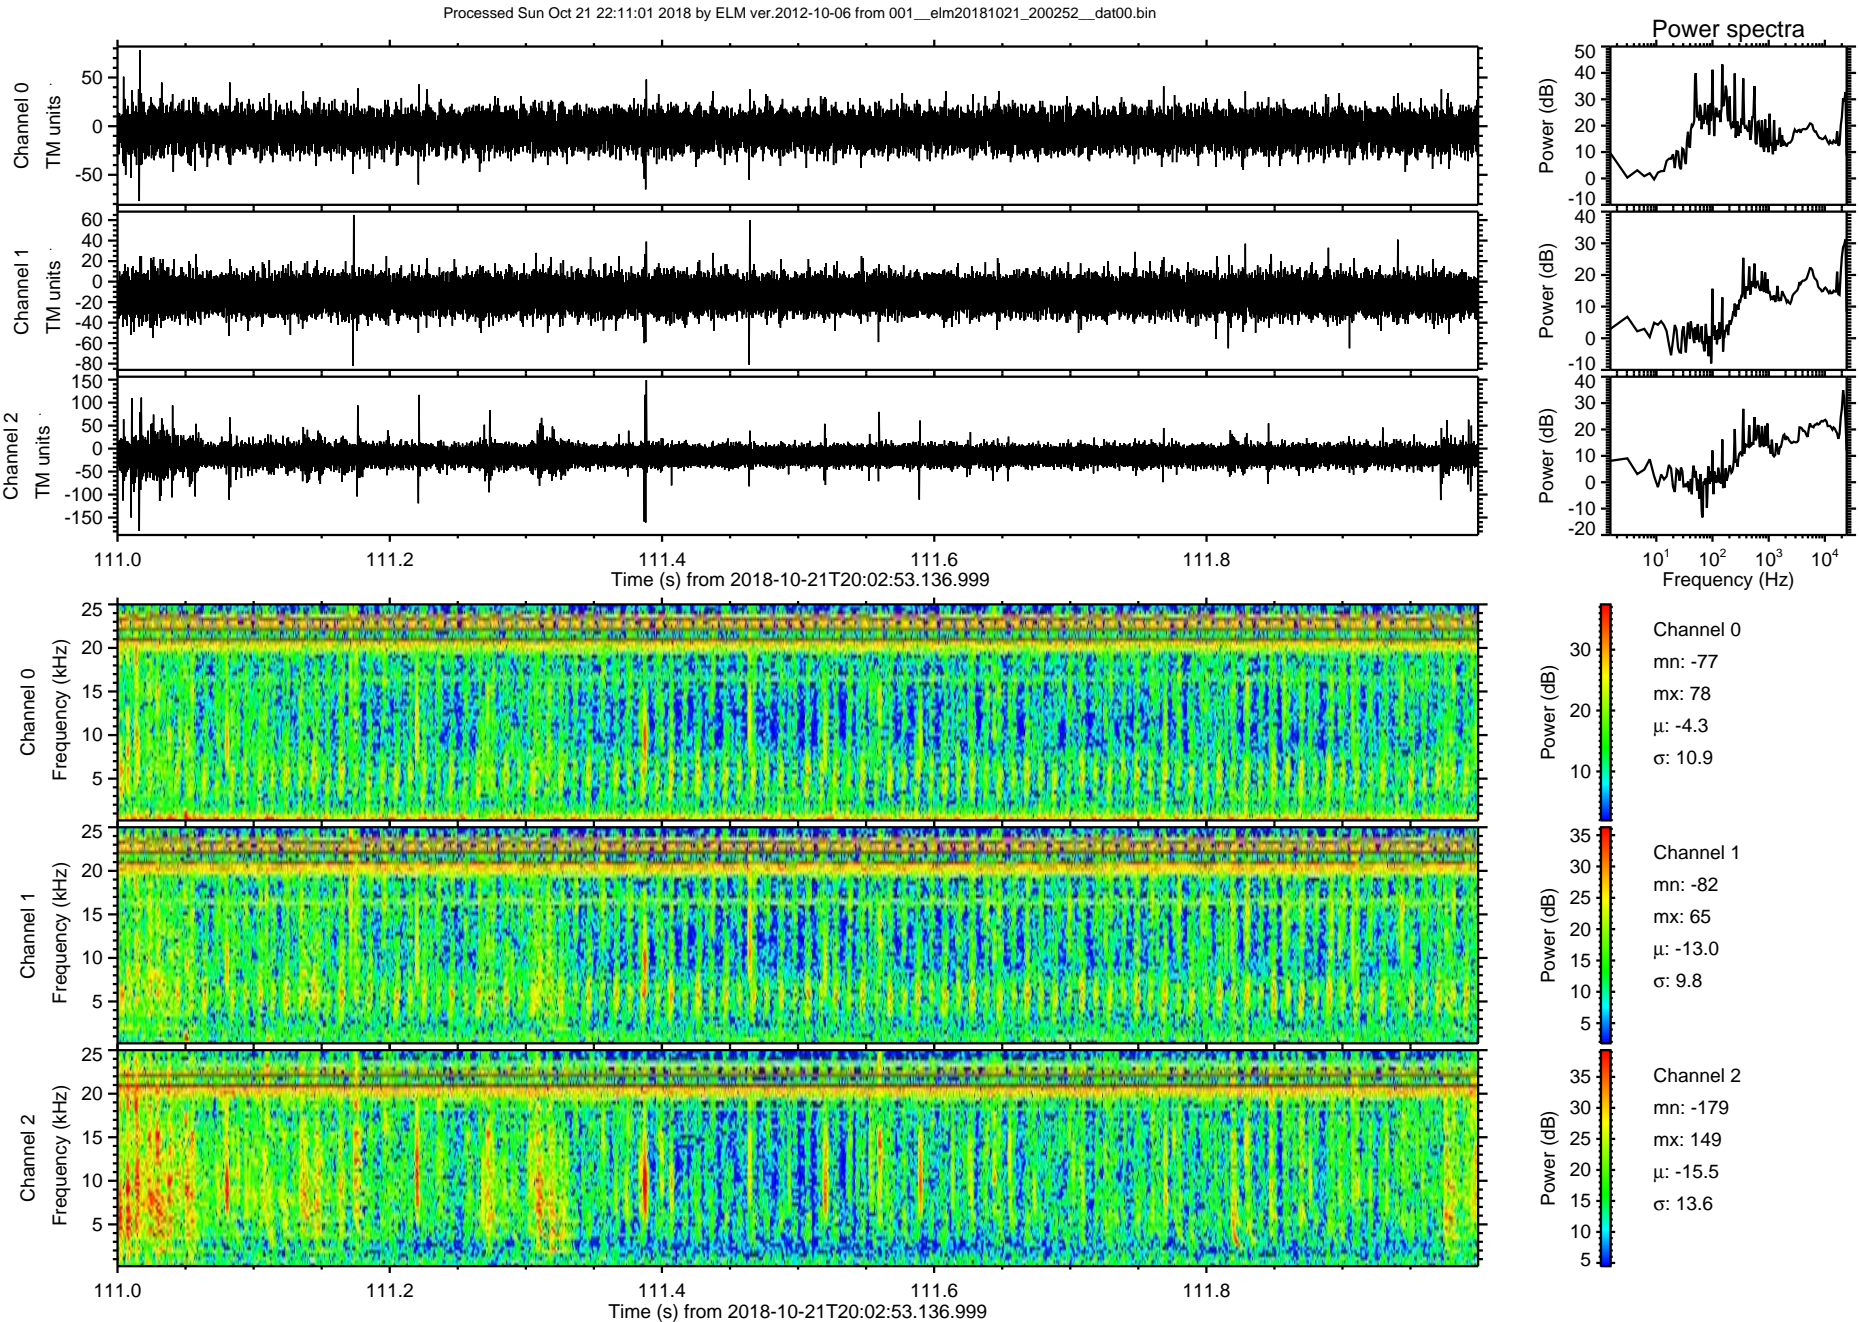 Processed Sun Oct 21 22:11:01 2018 by ELM ver.2012-10-06 from 001__elm20181021_200252__dat00.bin
Power spectra
Channel 0
TM units
50
0
-50
Power (dB)
50
40
30
20
10
0
-10
Channel 1
TM units
60
40
20
0
-20
-40
-60
-80
Power (dB)
40
30
20
10
0
-10
Channel 2
TM units
150
100
50
0
-50
-100
-150
Power (dB)
40
30
20
10
0
-10
-20
111.0 111.2 111.4 111.6 111.8
Time (s) from 2018-10-21T20:02:53.136.999
10¹ 10² 10³ 10⁴
Frequency (Hz)
Channel 0
Frequency (kHz)
25
20
15
10
5
Power (dB)
30
20
10
Channel 0
mn: -77
mx: 78
μ: -4.3
σ: 10.9
Channel 1
Frequency (kHz)
25
20
15
10
5
Power (dB)
35
30
25
20
15
10
5
Channel 1
mn: -82
mx: 65
μ: -13.0
σ: 9.8
Channel 2
Frequency (kHz)
25
20
15
10
5
Power (dB)
35
30
25
20
15
10
5
Channel 2
mn: -179
mx: 149
μ: -15.5
σ: 13.6
111.0 111.2 111.4 111.6 111.8
Time (s) from 2018-10-21T20:02:53.136.999